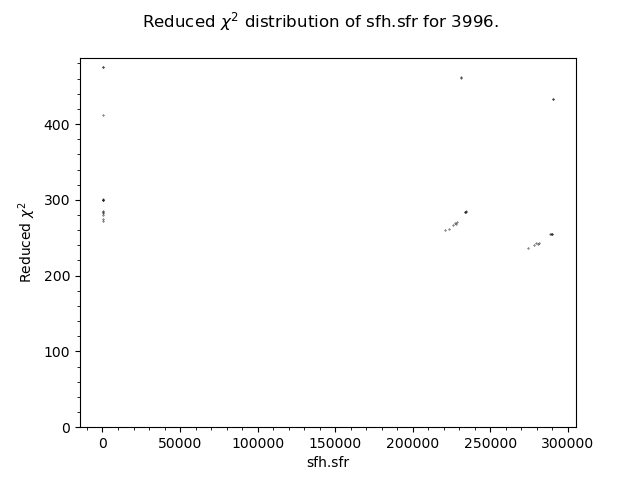 Reduced χ² distribution of sfh.sfr for 3996.
Reduced χ²
400
300
200
100
0
0 50000 100000 150000 200000 250000 300000
sfh.sfr